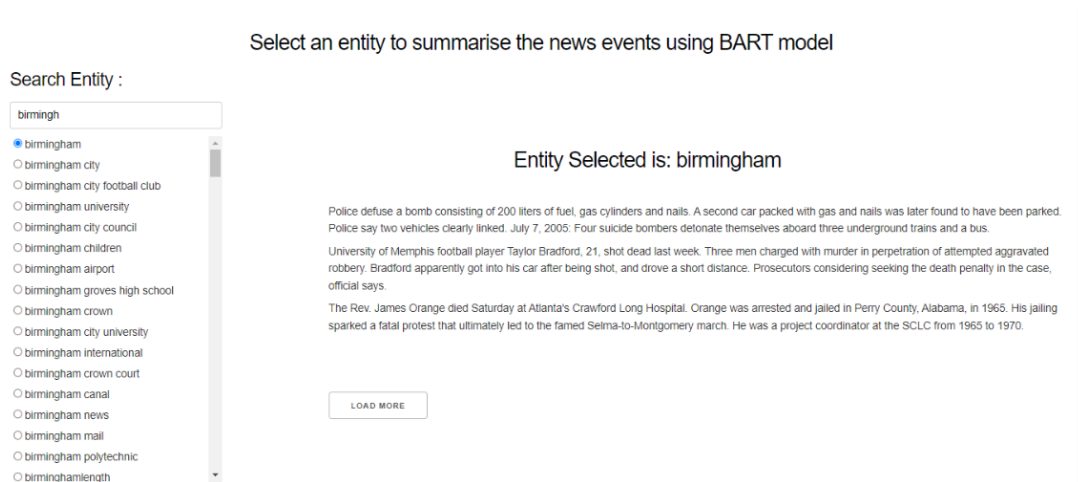 Select an entity to summarise the news events using BART model
Search Entity :
birmingh
birmingham
birmingham city
birmingham city football club
birmingham university
birmingham city council
birmingham children
birmingham airport
birmingham groves high school
birmingham crown
birmingham city university
birmingham international
birmingham crown court
birmingham canal
birmingham news
birmingham mail
birmingham polytechnic
birminghamlength
Entity Selected is: birmingham
Police defuse a bomb consisting of 200 liters of fuel, gas cylinders and nails. A second car packed with gas and nails was later found to have been parked.
Police say two vehicles clearly linked. July 7, 2005: Four suicide bombers detonate themselves aboard three underground trains and a bus.
University of Memphis football player Taylor Bradford, 21, shot dead last week. Three men charged with murder in perpetration of attempted aggravated
robbery. Bradford apparently got into his car after being shot, and drove a short distance. Prosecutors considering seeking the death penalty in the case,
official says.
The Rev. James Orange died Saturday at Atlanta's Crawford Long Hospital. Orange was arrested and jailed in Perry County, Alabama, in 1965. His jailing
sparked a fatal protest that ultimately led to the famed Selma-to-Montgomery march. He was a project coordinator at the SCLC from 1965 to 1970.
LOAD MORE